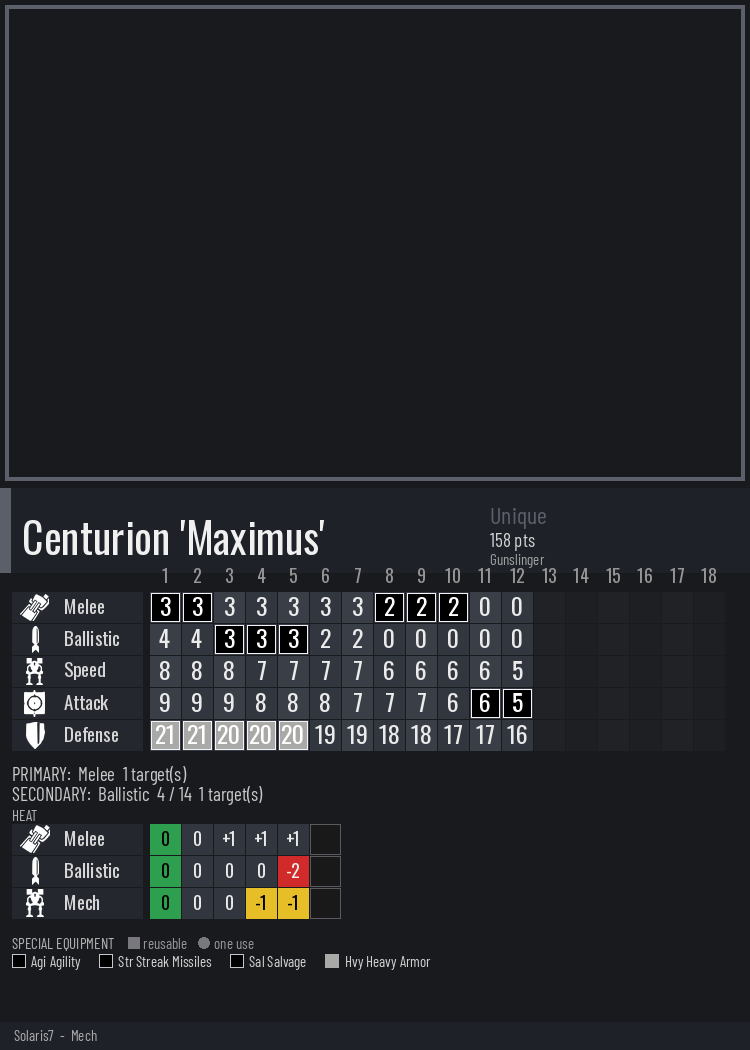 Centurion 'Maximus'
Unique
158 pts
Gunslinger
1 2 3 4 5 6 7 8 9 10 11 12 13 14 15 16 17 18
Melee 3 3 3 3 3 3 3 2 2 2 0 0
Ballistic 4 4 3 3 3 2 2 0 0 0 0 0
Speed 8 8 8 7 7 7 7 6 6 6 6 5
Attack 9 9 9 8 8 8 7 7 7 6 6 5
Defense 21 21 20 20 20 19 19 18 18 17 17 16
PRIMARY: Melee 1 target(s)
SECONDARY: Ballistic 4 / 14 1 target(s)
HEAT
Melee 0 0 +1 +1 +1
Ballistic 0 0 0 0 -2
Mech 0 0 0 -1 -1
SPECIAL EQUIPMENT reusable one use
Agi Agility Str Streak Missiles Sal Salvage Hvy Heavy Armor
Solaris7 - Mech